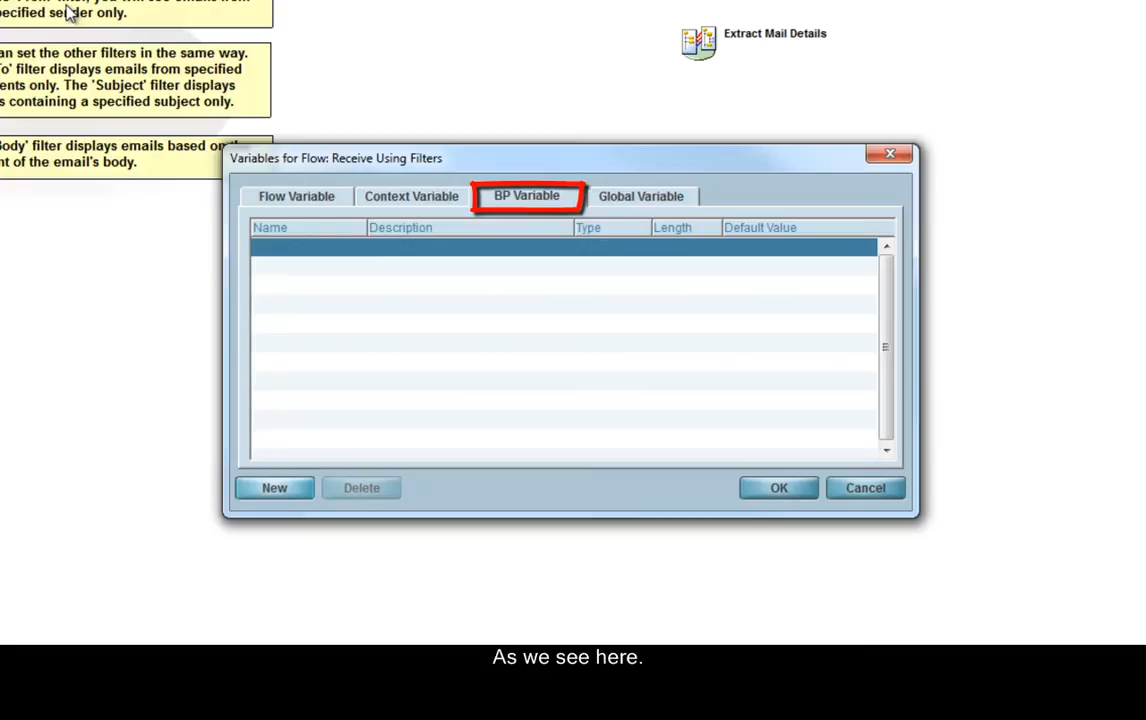 ecified sender only.
Extract Mail Details
an set the other filters in the same way.
o' filter displays emails from specified
ents only. The 'Subject' filter displays
s containing a specified subject only.
Body' filter displays emails based on
nt of the email's body.
Variables for Flow: Receive Using Filters
Flow Variable Context Variable BP Variable Global Variable
Name Description Type Length Default Value
New Delete OK Cancel
As we see here.